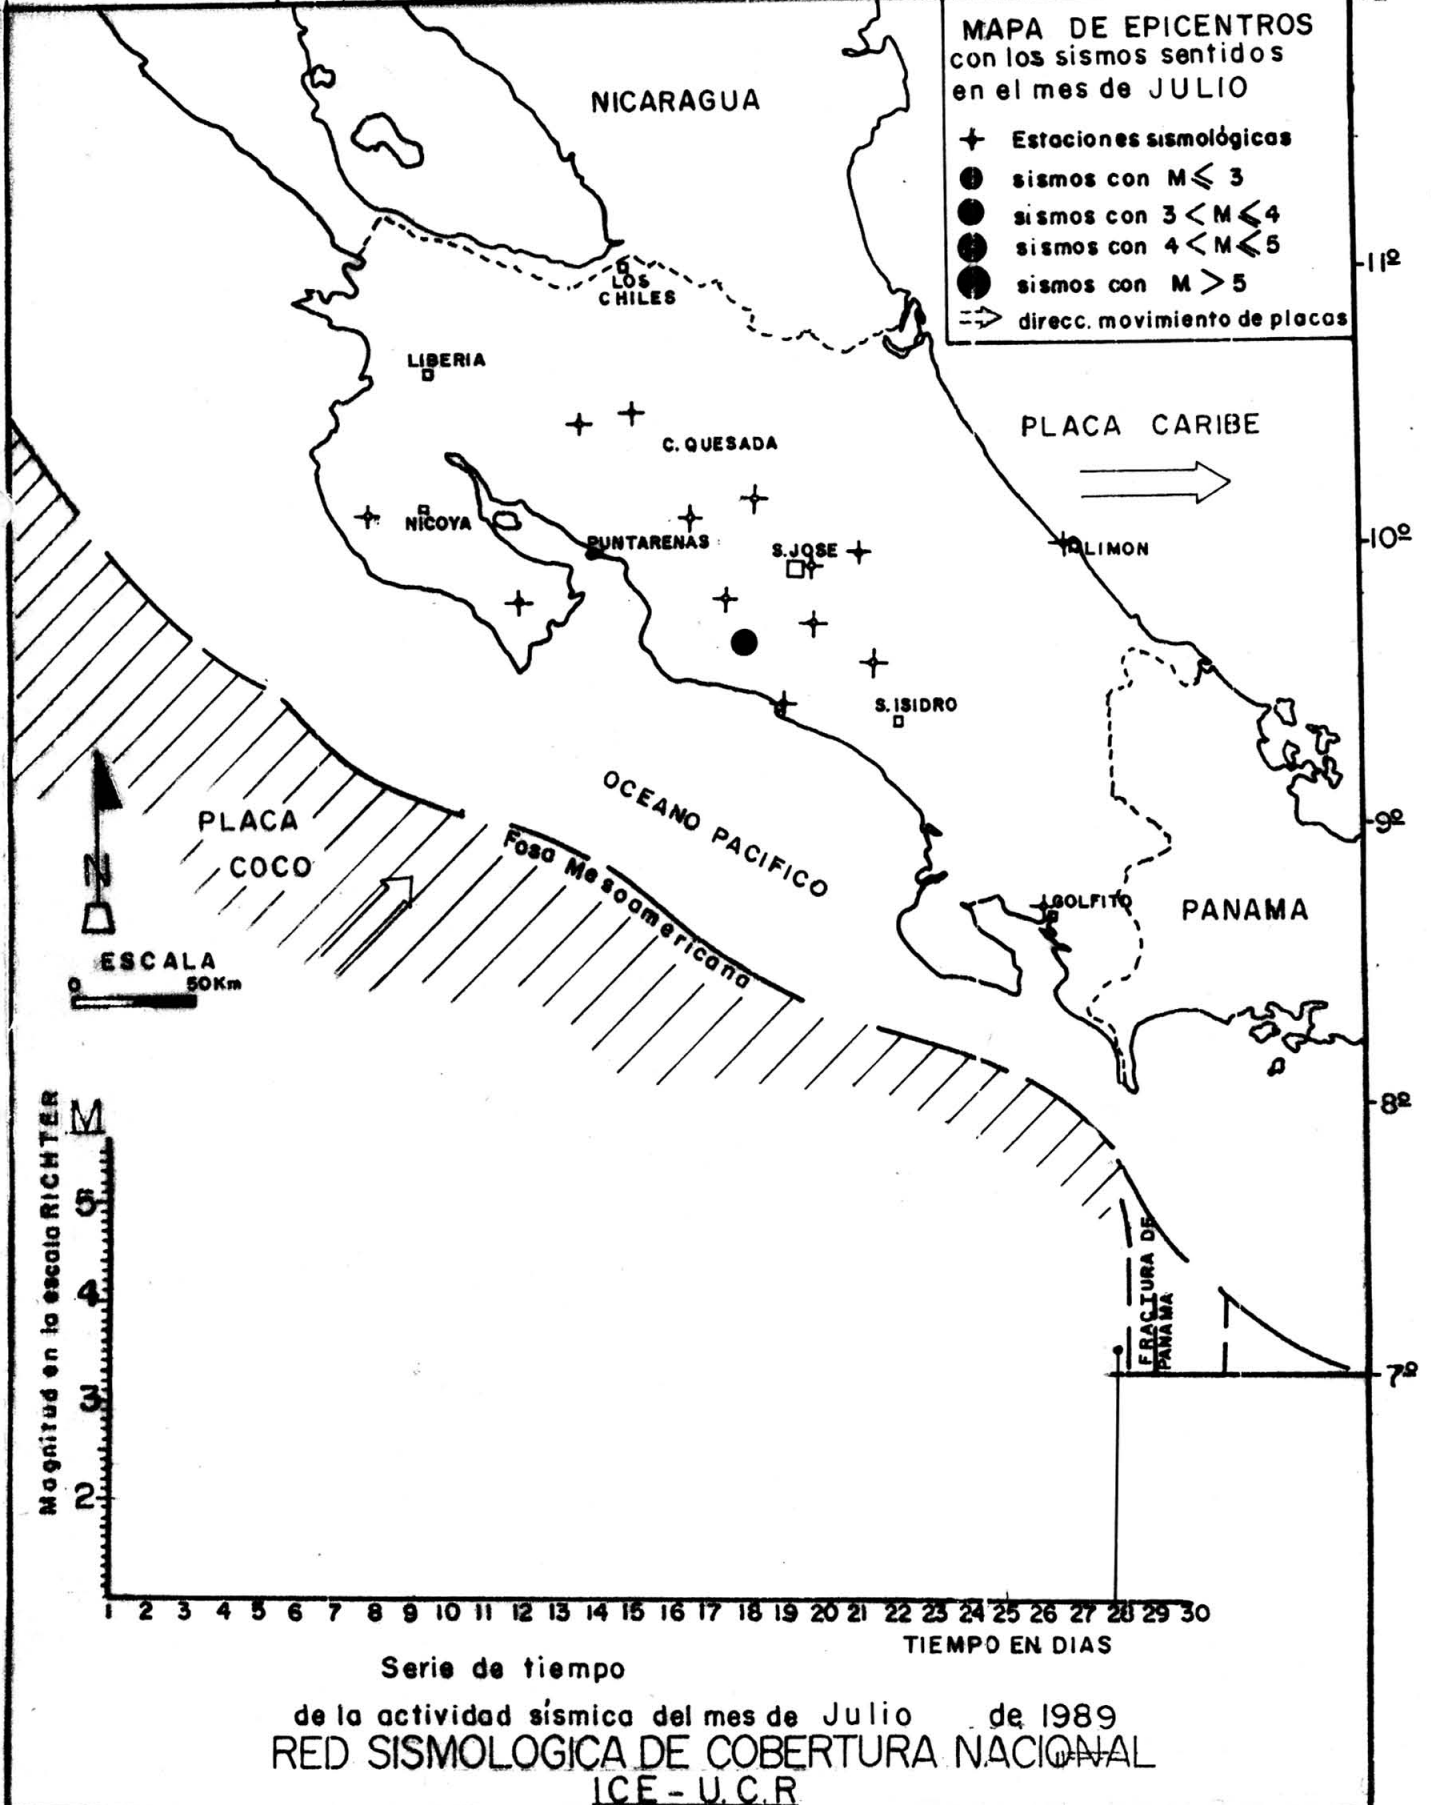 MAPA DE EPICENTROS
con los sismos sentidos
en el mes de JULIO
Estaciones sismológicas
sismos con M ≤ 3
sismos con 3 < M ≤ 4
sismos con 4 < M ≤ 5
sismos con M > 5
direcc. movimiento de placas
NICARAGUA
11º
LOS
CHILES
LIBERIA
PLACA CARIBE
C. QUESADA
NICOYA
PUNTARENAS
S. JOSE
LIMON
10º
S. ISIDRO
OCEANO PACIFICO
PLACA
COCO
9º
Fosa Mesoamericana
N
GOLFITO
PANAMA
ESCALA
0 50Km
8º
M
Magnitud en la escala RICHTER
5
4
3
2
FRACTURA DE
PANAMA
7º
1 2 3 4 5 6 7 8 9 10 11 12 13 14 15 16 17 18 19 20 21 22 23 24 25 26 27 28 29 30
TIEMPO EN DIAS
Serie de tiempo
de la actividad sísmica del mes de Julio de 1989
RED SISMOLOGICA DE COBERTURA NACIONAL
ICE - U.C.R